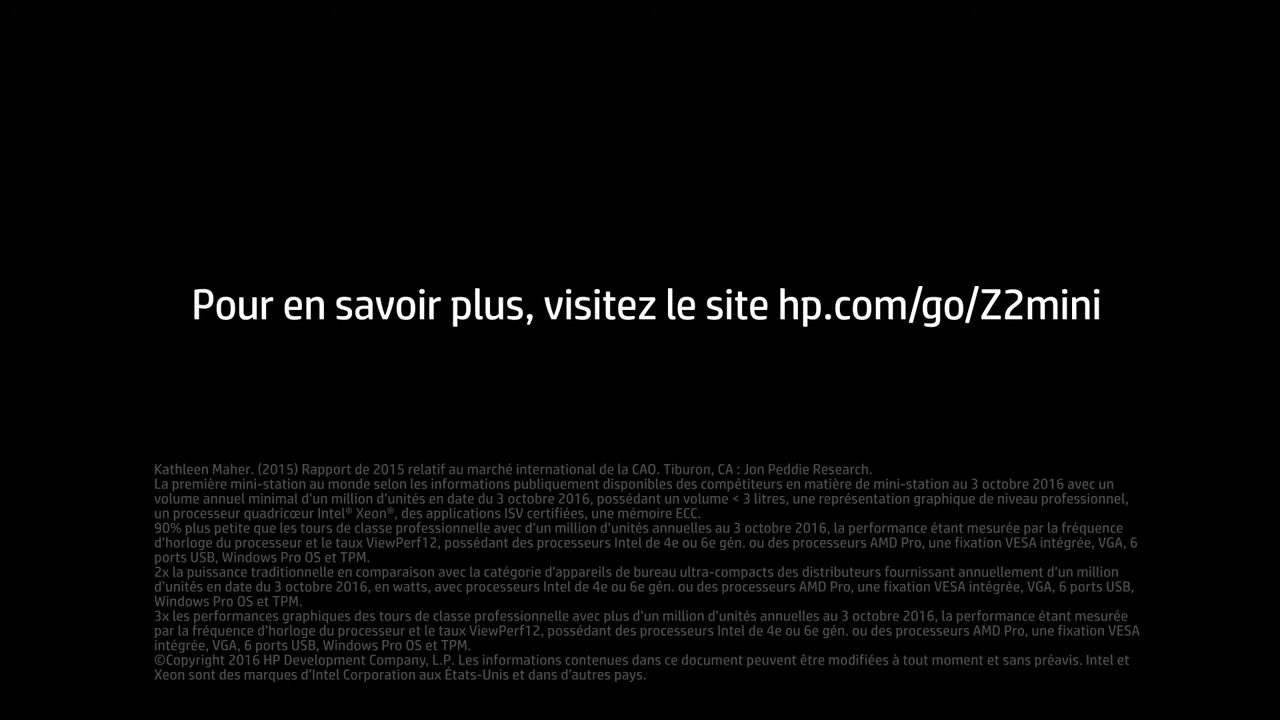 Pour en savoir plus, visitez le site hp.com/go/Z2mini
Kathleen Maher. (2015) Rapport de 2015 relatif au marché international de la CAO. Tiburon, CA : Jon Peddie Research.
La première mini-station au monde selon les informations publiquement disponibles des compétiteurs en matière de mini-station au 3 octobre 2016 avec un
volume annuel minimal d'un million d'unités en date du 3 octobre 2016, possédant un volume < 3 litres, une représentation graphique de niveau professionnel,
un processeur quadricœur Intel® Xeon®, des applications ISV certifiées, une mémoire ECC.
90% plus petite que les tours de classe professionnelle avec d'un million d'unités annuelles au 3 octobre 2016, la performance étant mesurée par la fréquence
d'horloge du processeur et le taux ViewPerf12, possédant des processeurs Intel de 4e ou 6e gén. ou des processeurs AMD Pro, une fixation VESA intégrée, VGA, 6
ports USB, Windows Pro OS et TPM.
2x la puissance traditionnelle en comparaison avec la catégorie d'appareils de bureau ultra-compacts des distributeurs fournissant annuellement d'un million
d'unités en date du 3 octobre 2016, en watts, avec processeurs Intel de 4e ou 6e gén. ou des processeurs AMD Pro, une fixation VESA intégrée, VGA, 6 ports USB,
Windows Pro OS et TPM.
3x les performances graphiques des tours de classe professionnelle avec plus d'un million d'unités annuelles au 3 octobre 2016, la performance étant mesurée
par la fréquence d'horloge du processeur et le taux ViewPerf12, possédant des processeurs Intel de 4e ou 6e gén. ou des processeurs AMD Pro, une fixation VESA
intégrée, VGA, 6 ports USB, Windows Pro OS et TPM.
©Copyright 2016 HP Development Company, L.P. Les informations contenues dans ce document peuvent être modifiées à tout moment et sans préavis. Intel et
Xeon sont des marques d'Intel Corporation aux États-Unis et dans d'autres pays.